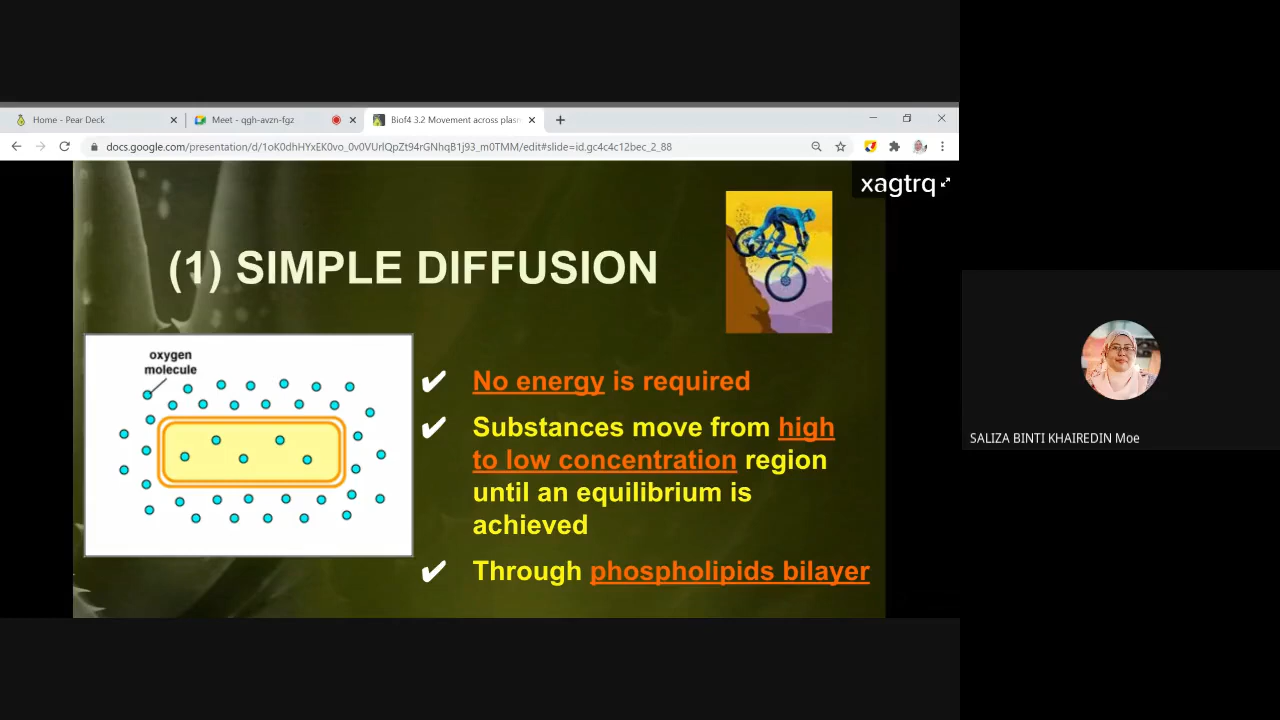 Home - Pear Deck
Meet - qgh-avzn-fgz
Biof4 3.2 Movement across plasm
docs.google.com/presentation/d/1oK0dhHYxEK0vo_0v0VUrlQpZt94rGNhqB1j93_m0TMM/edit#slide=id.gc4c4c12bec_2_88
xagtrq
(1) SIMPLE DIFFUSION
oxygen
molecule
✔ No energy is required
✔ Substances move from high
to low concentration region
until an equilibrium is
achieved
✔ Through phospholipids bilayer
SALIZA BINTI KHAIREDIN Moe